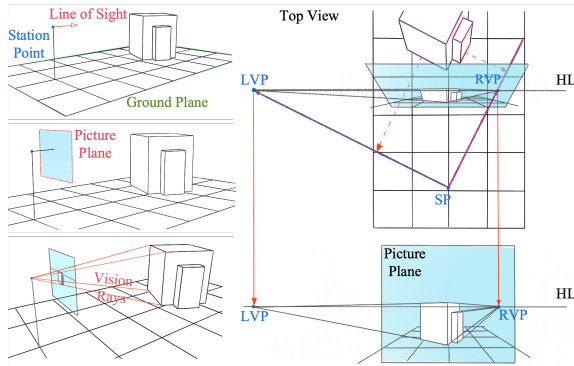 Line of Sight
Station
Point
Ground Plane
Picture
Plane
Vision
Rays
Top View
LVP
RVP
HL
SP
Picture
Plane
HL
LVP
RVP